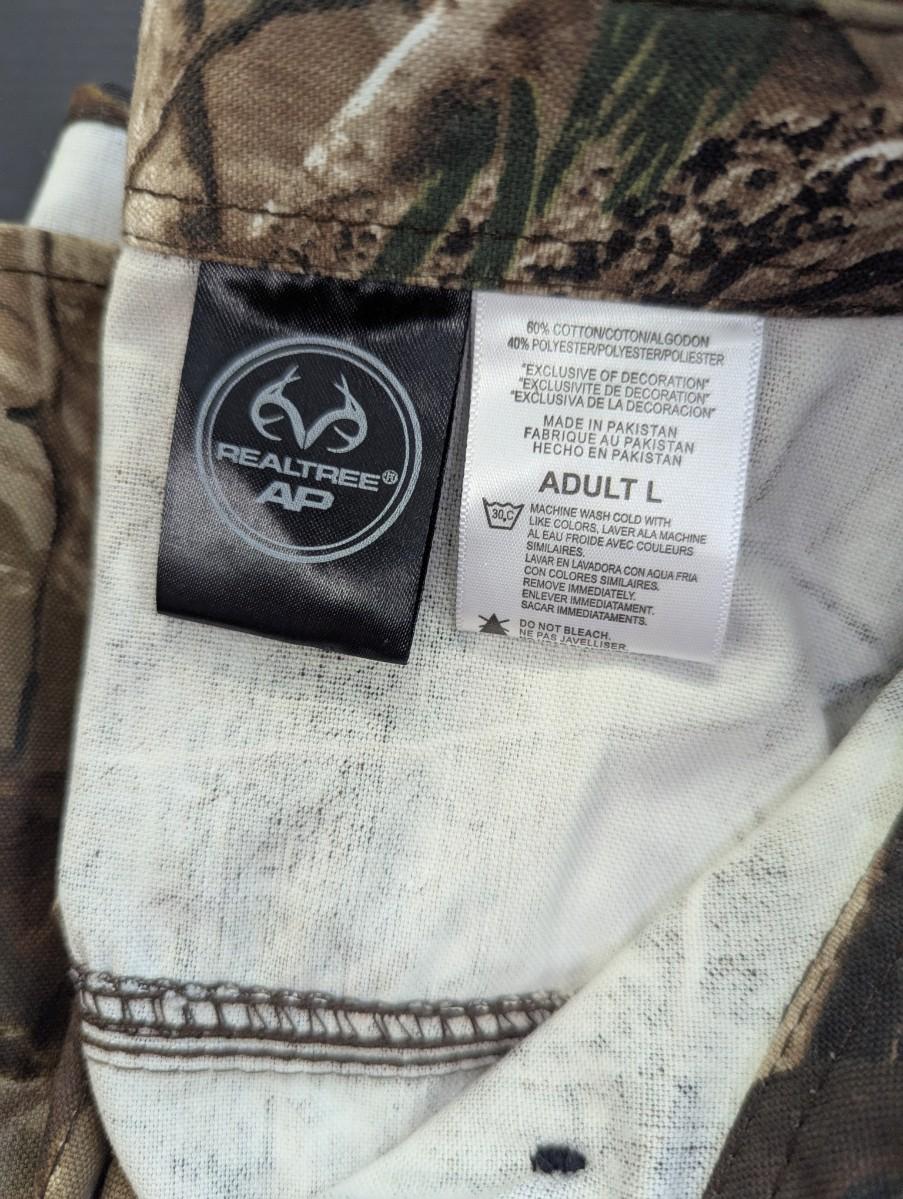 REALTREE®
AP
60% COTTON/COTON/ALGODON
40% POLYESTER/POLYESTER/POLIESTER
"EXCLUSIVE OF DECORATION"
"EXCLUSIVITE DE DECORATION"
"EXCLUSIVA DE LA DECORACION"
MADE IN PAKISTAN
FABRIQUE AU PAKISTAN
HECHO EN PAKISTAN
ADULT L
30,C
MACHINE WASH COLD WITH
LIKE COLORS, LAVER ALA MACHINE
AL EAU FROIDE AVEC COULEURS
SIMILAIRES.
LAVAR EN LAVADORA CON AQUA FRIA
CON COLORES SIMILARES.
REMOVE IMMEDIATELY.
ENLEVER IMMEDIATAMENT.
SACAR IMMEDIATAMENTS.
DO NOT BLEACH.
NE PAS JAVELLISER.